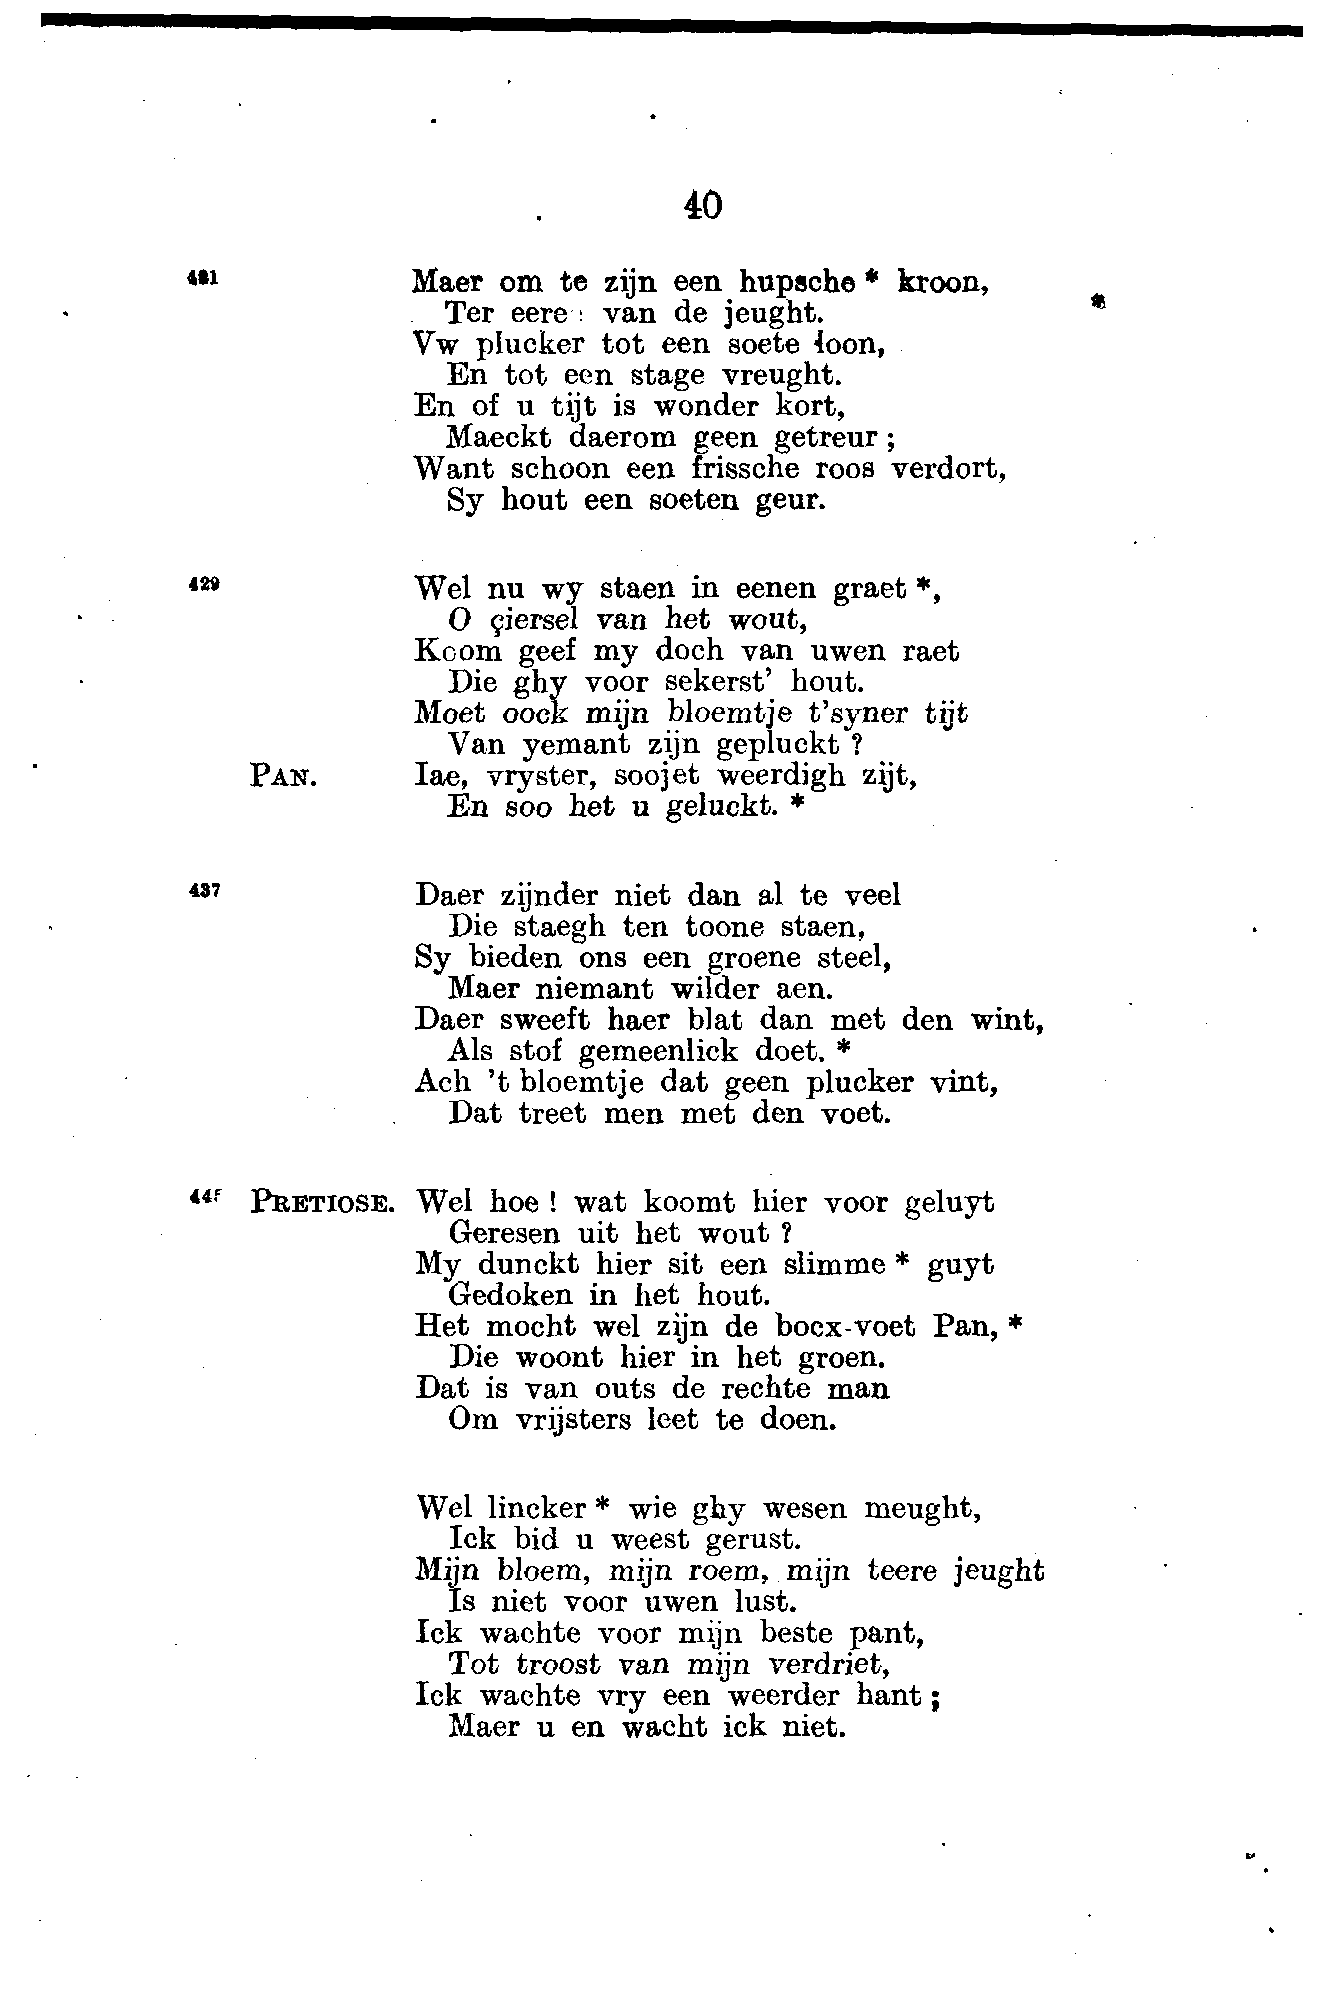 40
421 Maer om te zijn een hupsche * kroon,
Ter eere : van de jeught.
Vw plucker tot een soete loon,
En tot een stage vreught.
En of u tijt is wonder kort,
Maeckt daerom geen getreur ;
Want schoon een frissche roos verdort,
Sy hout een soeten geur.
429 Wel nu wy staen in eenen graet *,
O çiersel van het wout,
Koom geef my doch van uwen raet
Die ghy voor sekerst' hout.
Moet oock mijn bloemtje t'syner tijt
Van yemant zijn gepluckt ?
PAN. Iae, vryster, soojet weerdigh zijt,
En soo het u geluckt. *
437 Daer zijnder niet dan al te veel
Die staegh ten toone staen,
Sy bieden ons een groene steel,
Maer niemant wilder aen.
Daer sweeft haer blat dan met den wint,
Als stof gemeenlick doet. *
Ach 't bloemtje dat geen plucker vint,
Dat treet men met den voet.
445 PRETIOSE. Wel hoe ! wat koomt hier voor geluyt
Geresen uit het wout ?
My dunckt hier sit een slimme * guyt
Gedoken in het hout.
Het mocht wel zijn de bocx-voet Pan, *
Die woont hier in het groen.
Dat is van outs de rechte man
Om vrijsters leet te doen.
Wel lincker * wie ghy wesen meught,
Ick bid u weest gerust.
Mijn bloem, mijn roem, mijn teere jeught
Is niet voor uwen lust.
Ick wachte voor mijn beste pant,
Tot troost van mijn verdriet,
Ick wachte vry een weerder hant ;
Maer u en wacht ick niet.